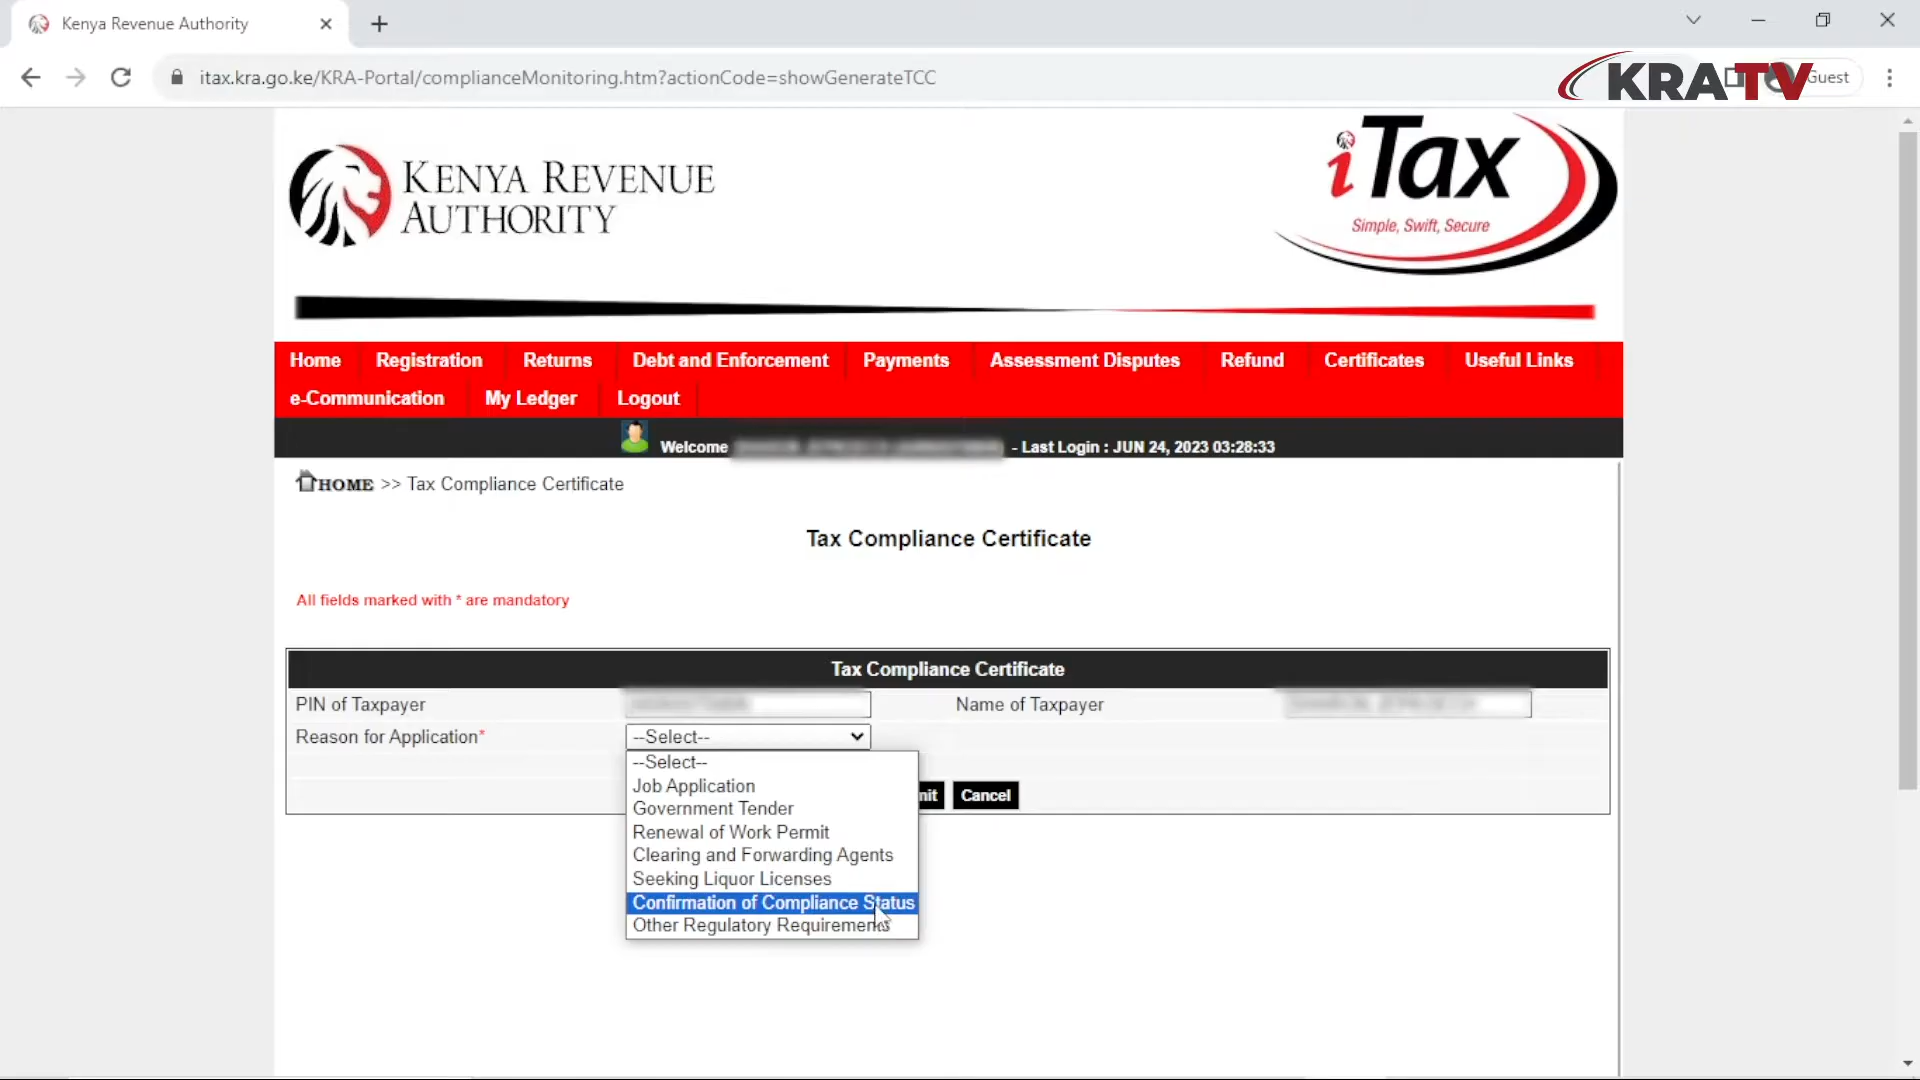 Kenya Revenue Authority
itax.kra.go.ke/KRA-Portal/complianceMonitoring.htm?actionCode=showGenerateTCC
KRATV
Guest
KENYA REVENUE
AUTHORITY
iTax
Simple, Swift, Secure
Home Registration Returns Debt and Enforcement Payments Assessment Disputes Refund Certificates Useful Links
e-Communication My Ledger Logout
Welcome - Last Login : JUN 24, 2023 03:28:33
HOME >> Tax Compliance Certificate
Tax Compliance Certificate
All fields marked with * are mandatory
Tax Compliance Certificate
PIN of Taxpayer Name of Taxpayer
Reason for Application* --Select--
--Select--
Job Application
Government Tender
Renewal of Work Permit
Clearing and Forwarding Agents
Seeking Liquor Licenses
Confirmation of Compliance Status
Other Regulatory Requirements
Cancel